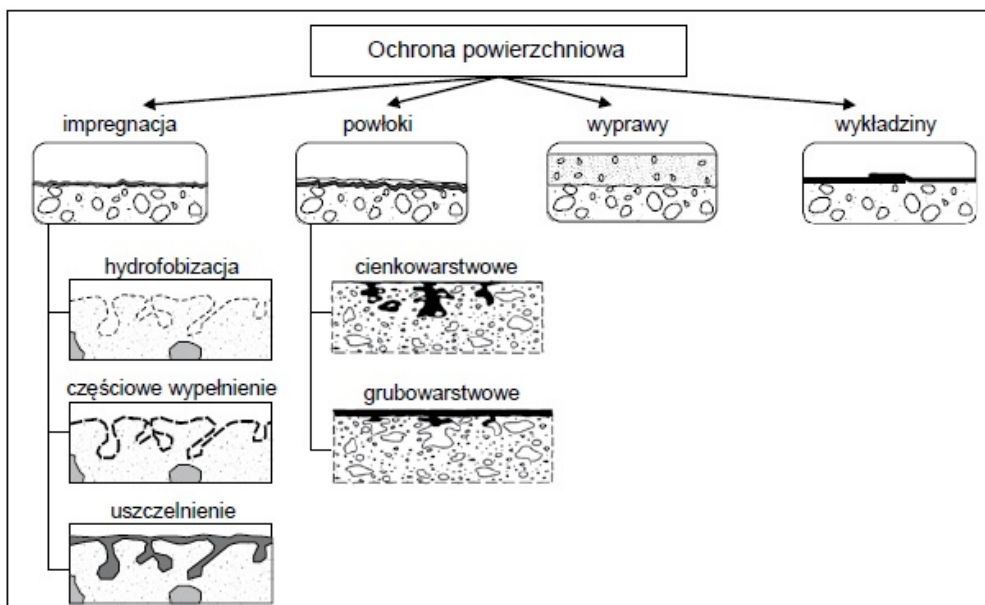 Ochrona powierzchniowa
impregnacja
powłoki
wyprawy
wykładziny
hydrofobizacja
cienkowarstwowe
częściowe wypełnienie
grubowarstwowe
uszczelnienie